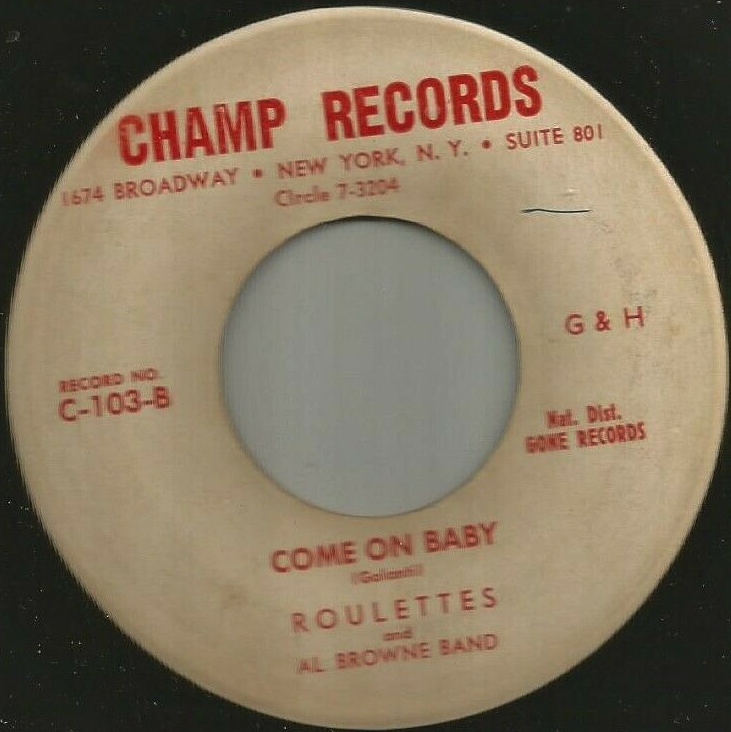 CHAMP RECORDS
1674 BROADWAY • NEW YORK, N. Y. • SUITE 801
CIrcle 7-3204
G & H
RECORD NO.
C-103-B
Nat. Dist.
GONE RECORDS
COME ON BABY
ROULETTES
and
AL BROWNE BAND